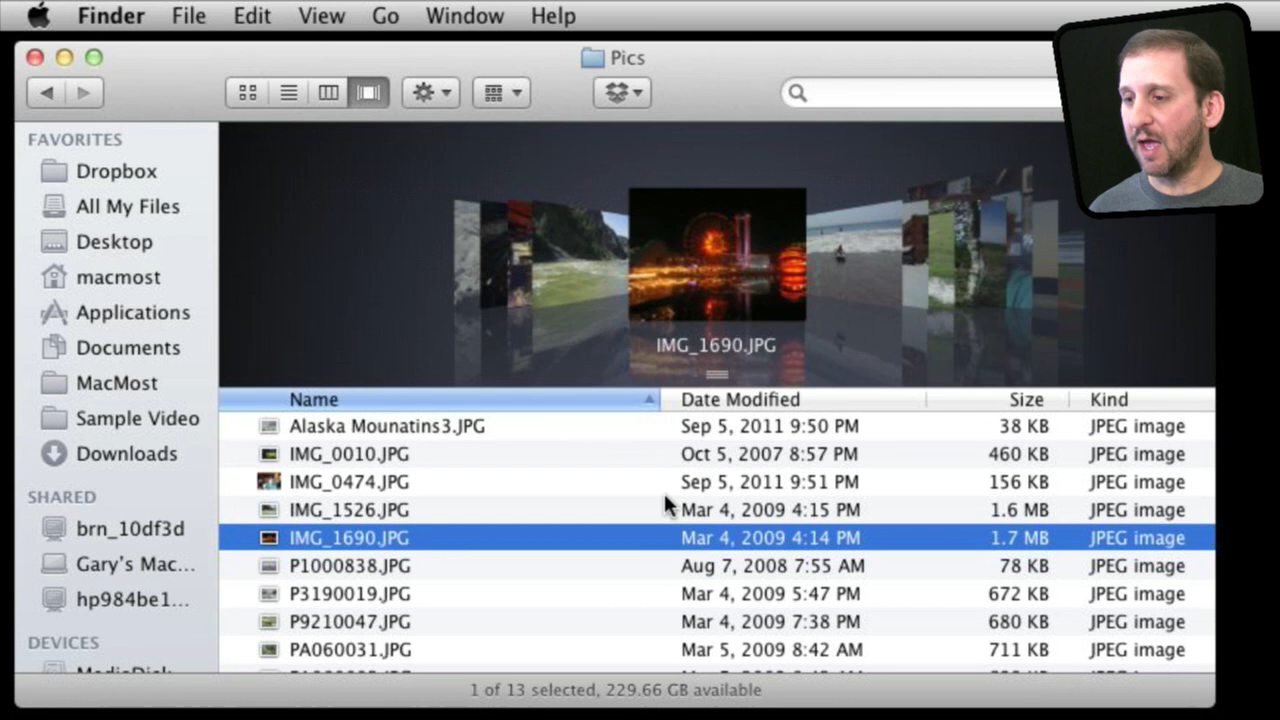 Finder File Edit View Go Window Help
Pics
FAVORITES
Dropbox
All My Files
Desktop
macmost
Applications
Documents
MacMost
Sample Video
Downloads
SHARED
brn_10df3d
Gary's Mac...
hp984be1...
DEVICES
MediaDisk
IMG_1690.JPG
Name Date Modified Size Kind
Alaska Mounatins3.JPG Sep 5, 2011 9:50 PM 38 KB JPEG image
IMG_0010.JPG Oct 5, 2007 8:57 PM 460 KB JPEG image
IMG_0474.JPG Sep 5, 2011 9:51 PM 156 KB JPEG image
IMG_1526.JPG Mar 4, 2009 4:15 PM 1.6 MB JPEG image
IMG_1690.JPG Mar 4, 2009 4:14 PM 1.7 MB JPEG image
P1000838.JPG Aug 7, 2008 7:55 AM 78 KB JPEG image
P3190019.JPG Mar 4, 2009 5:47 PM 672 KB JPEG image
P9210047.JPG Mar 4, 2009 7:38 PM 680 KB JPEG image
PA060031.JPG Mar 5, 2009 8:42 AM 711 KB JPEG image
1 of 13 selected, 229.66 GB available